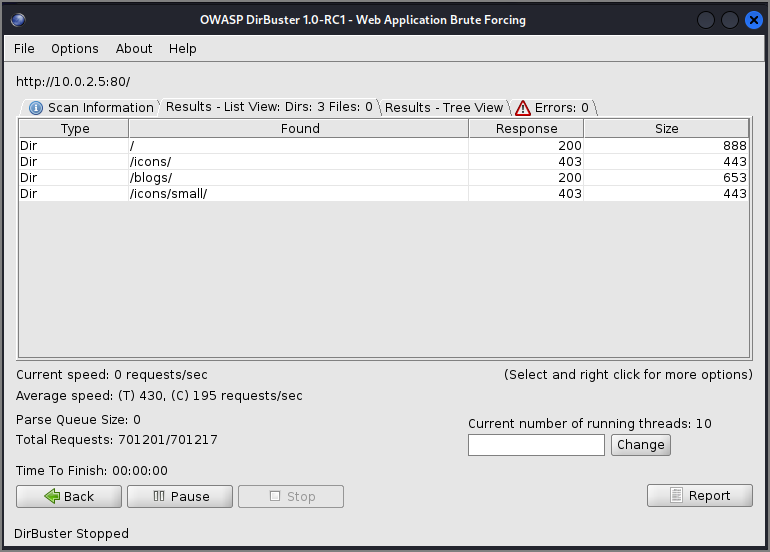 OWASP DirBuster 1.0-RC1 - Web Application Brute Forcing
File Options About Help
http://10.0.2.5:80/
Scan Information Results - List View: Dirs: 3 Files: 0 Results - Tree View Errors: 0
Type Found Response Size
Dir / 200 888
Dir /icons/ 403 443
Dir /blogs/ 200 653
Dir /icons/small/ 403 443
Current speed: 0 requests/sec (Select and right click for more options)
Average speed: (T) 430, (C) 195 requests/sec
Parse Queue Size: 0
Current number of running threads: 10
Total Requests: 701201/701217
Change
Time To Finish: 00:00:00
Back Pause Stop Report
DirBuster Stopped